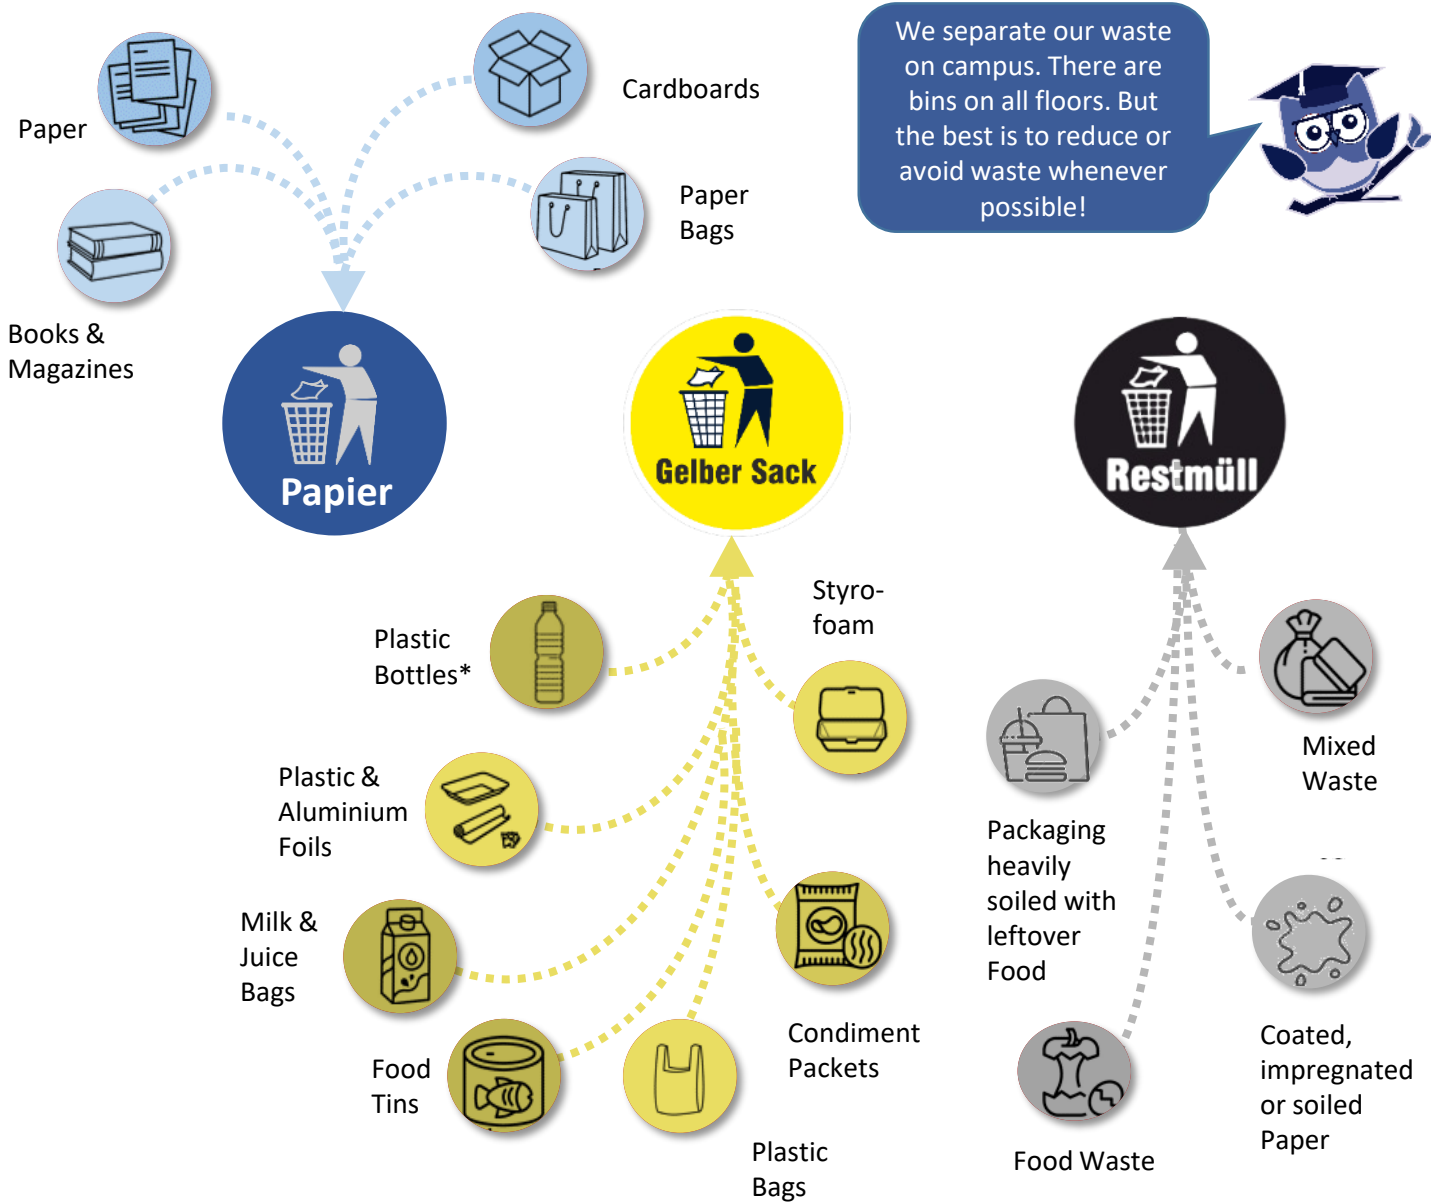 We separate our waste
on campus. There are
bins on all floors. But
the best is to reduce or
avoid waste whenever
possible!
Paper
Cardboards
Books &
Magazines
Paper
Bags
Papier
Gelber Sack
Restmüll
Plastic
Bottles*
Styro-
foam
Plastic &
Aluminium
Foils
Milk &
Juice
Bags
Food
Tins
Plastic
Bags
Condiment
Packets
Packaging
heavily
soiled with
leftover
Food
Mixed
Waste
Food Waste
Coated,
impregnated
or soiled
Paper